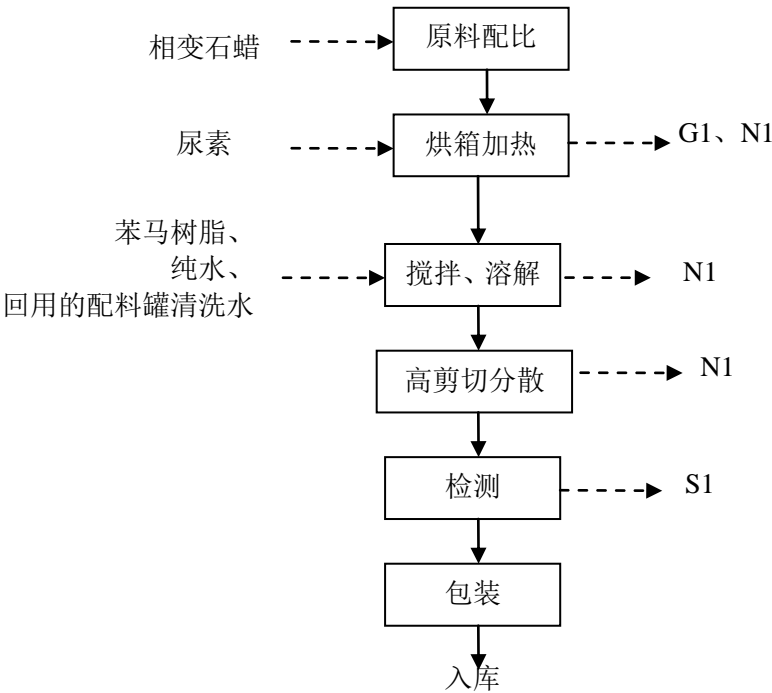 相变石蜡
原料配比
尿素
烘箱加热
G1、N1
苯马树脂、
纯水、
回用的配料罐清洗水
搅拌、溶解
N1
高剪切分散
N1
检测
S1
包装
入库